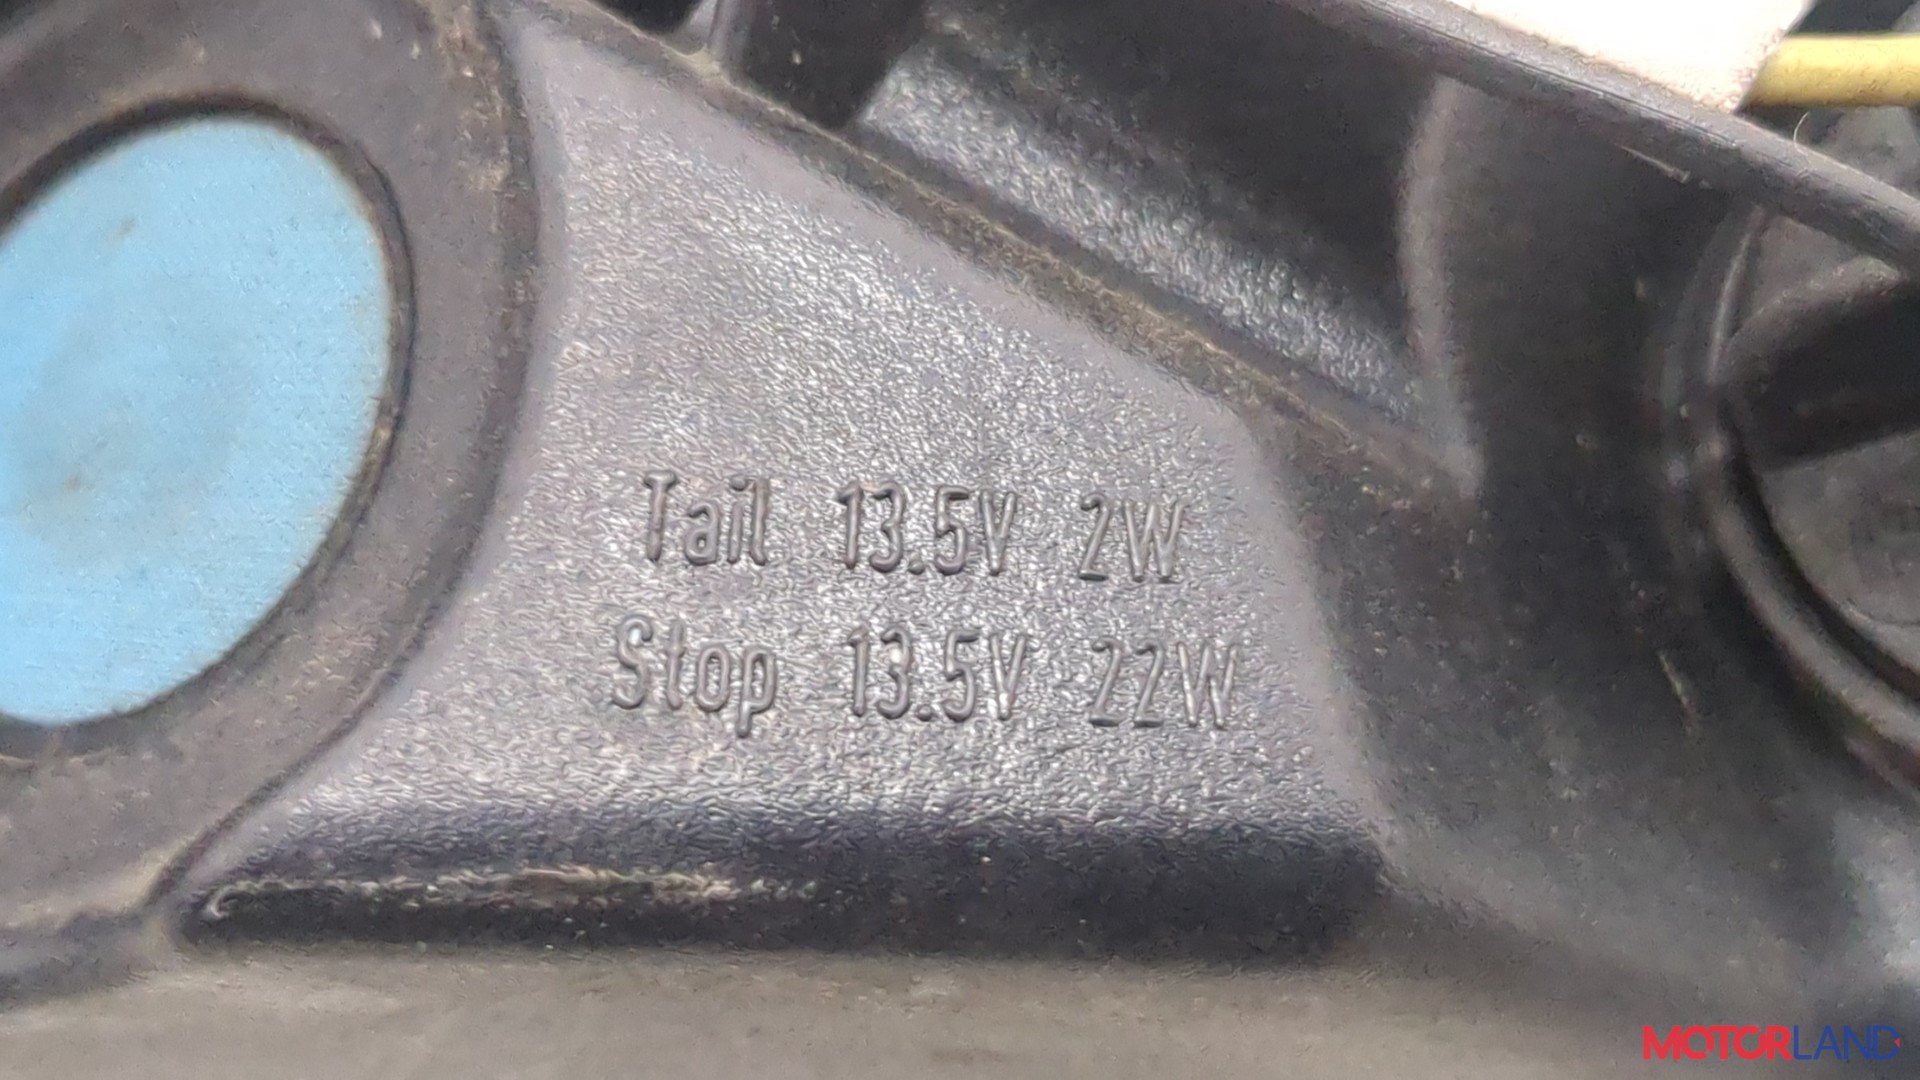 Tail 13.5V 2W
Stop 13.5V 22W
MOTORLAND